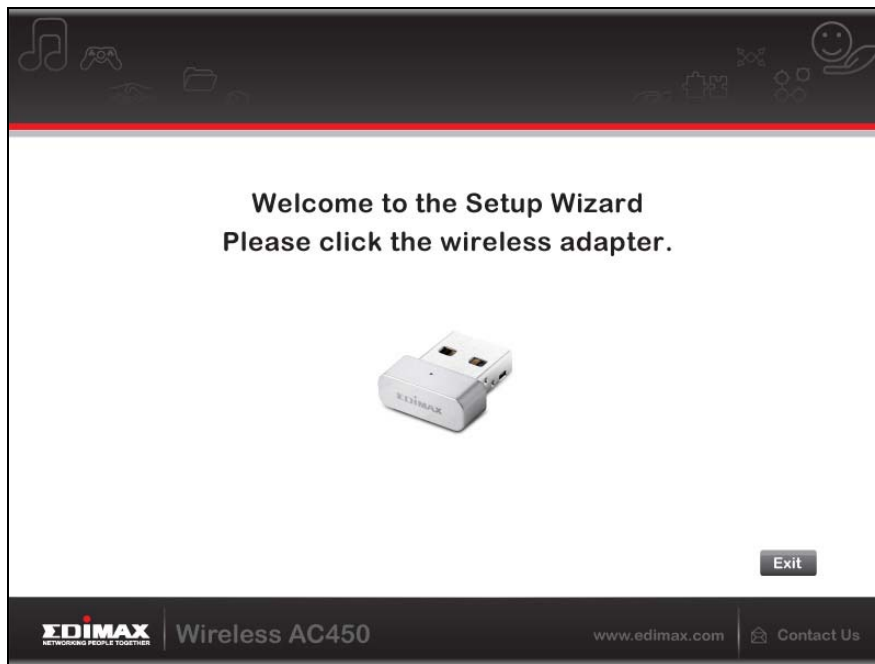 Welcome to the Setup Wizard
Please click the wireless adapter.
EDIMAX
Exit
EDIMAX
NETWORKING PEOPLE TOGETHER
Wireless AC450
www.edimax.com
Contact Us